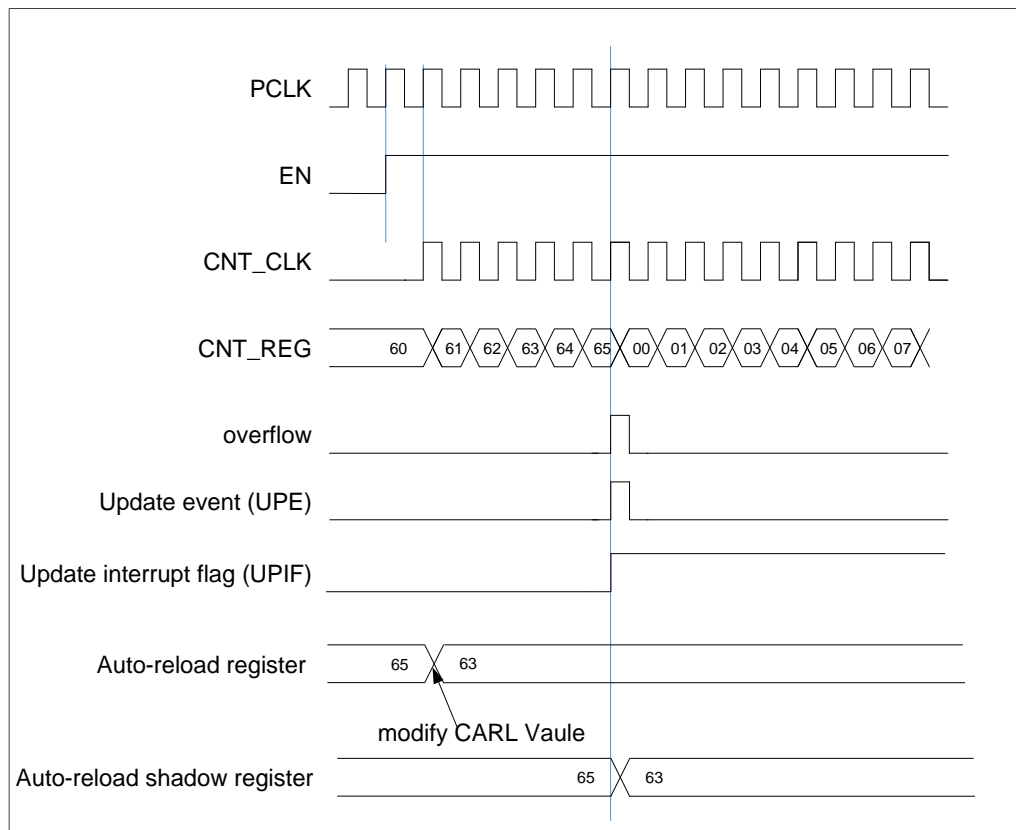 PCLK
EN
CNT_CLK
CNT_REG 60 61 62 63 64 65 00 01 02 03 04 05 06 07
overflow
Update event (UPE)
Update interrupt flag (UPIF)
Auto-reload register 65 63
modify CARL Vaule
Auto-reload shadow register 65 63